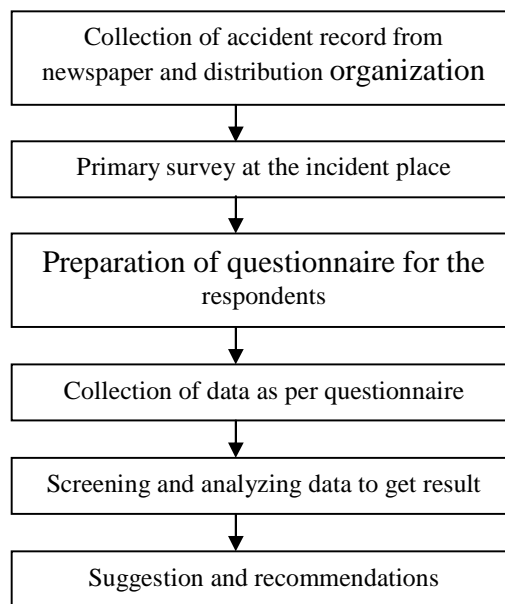 Collection of accident record from
newspaper and distribution organization
Primary survey at the incident place
Preparation of questionnaire for the
respondents
Collection of data as per questionnaire
Screening and analyzing data to get result
Suggestion and recommendations